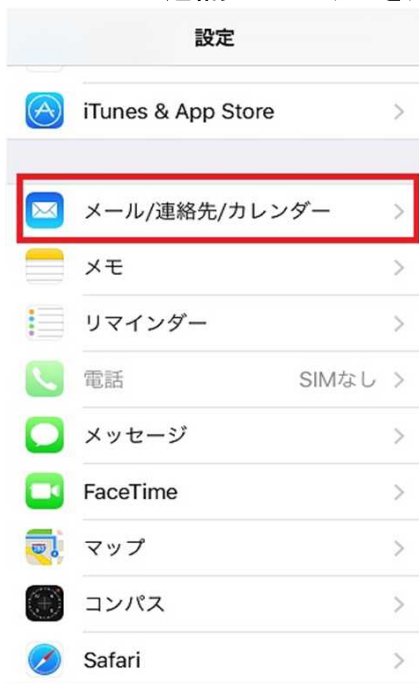 設定
iTunes & App Store
メール/連絡先/カレンダー
メモ
リマインダー
電話 SIMなし
メッセージ
FaceTime
マップ
コンパス
Safari